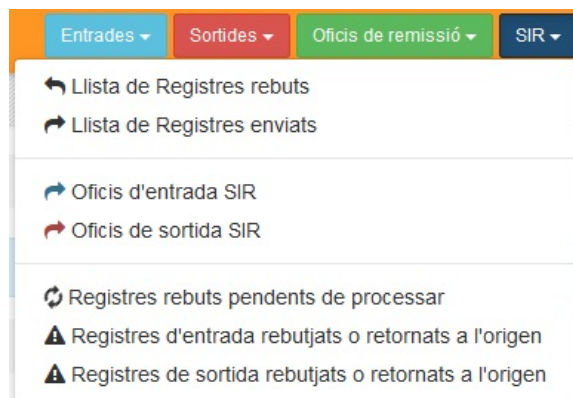 Entrades
Sortides
Oficis de remissió
SIR
Llista de Registres rebuts
Llista de Registres enviats
Oficis d'entrada SIR
Oficis de sortida SIR
Registres rebuts pendents de processar
Registres d'entrada rebutjats o retornats a l'origen
Registres de sortida rebutjats o retornats a l'origen